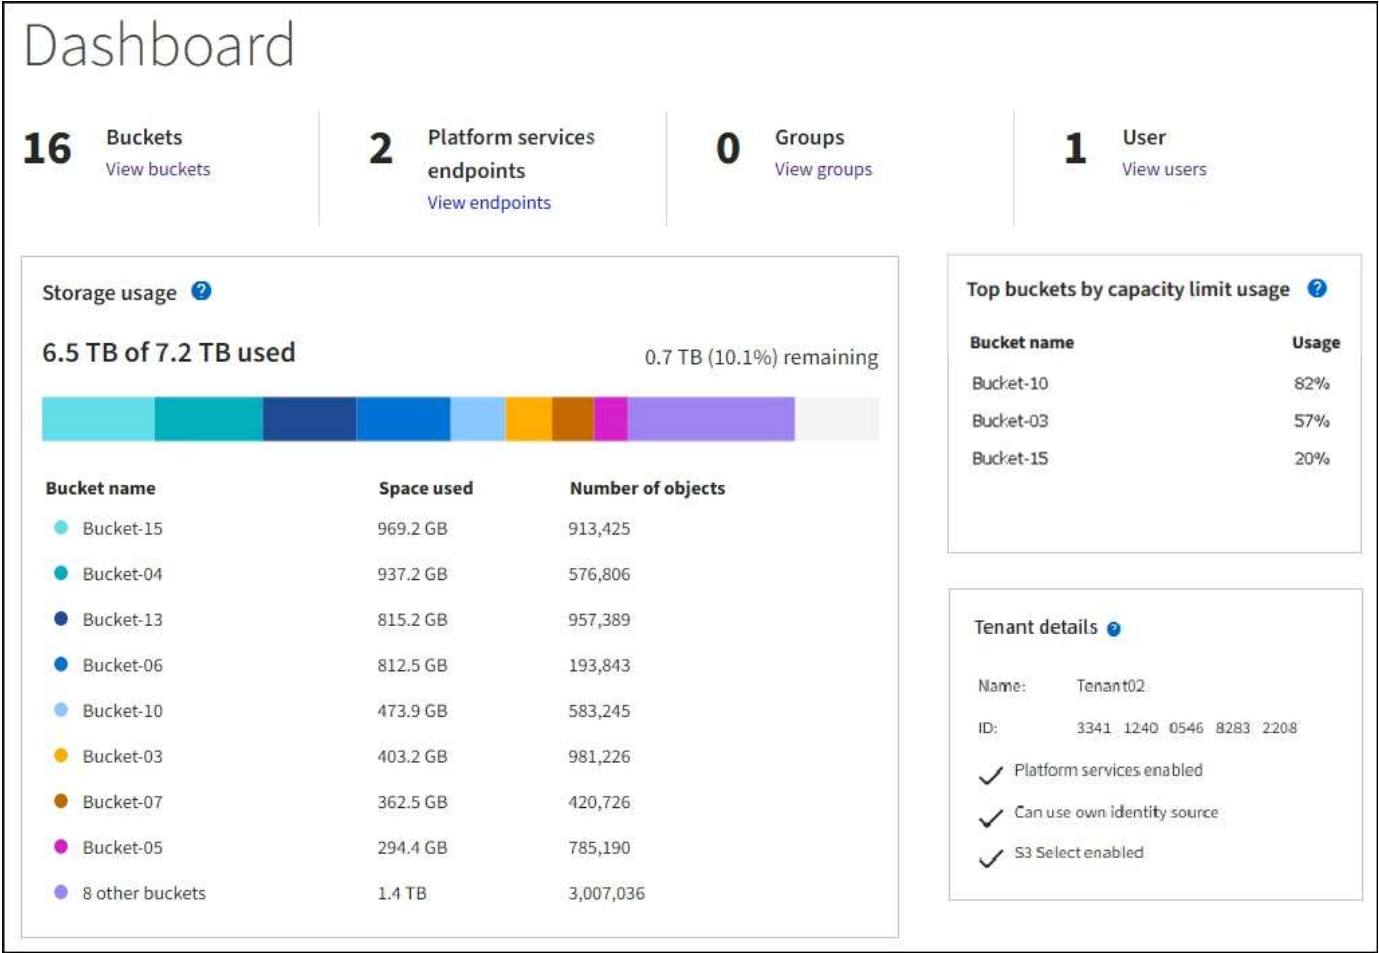 Dashboard
16 Buckets
View buckets
2 Platform services
endpoints
View endpoints
0 Groups
View groups
1 User
View users
Storage usage ?
6.5 TB of 7.2 TB used
0.7 TB (10.1%) remaining
Bucket name Space used Number of objects
Bucket-15 969.2 GB 913,425
Bucket-04 937.2 GB 576,806
Bucket-13 815.2 GB 957,389
Bucket-06 812.5 GB 193,843
Bucket-10 473.9 GB 583,245
Bucket-03 403.2 GB 981,226
Bucket-07 362.5 GB 420,726
Bucket-05 294.4 GB 785,190
8 other buckets 1.4 TB 3,007,036
Top buckets by capacity limit usage ?
Bucket name Usage
Bucket-10 82%
Bucket-03 57%
Bucket-15 20%
Tenant details ?
Name: Tenant02
ID: 3341 1240 0546 8283 2208
Platform services enabled
Can use own identity source
S3 Select enabled